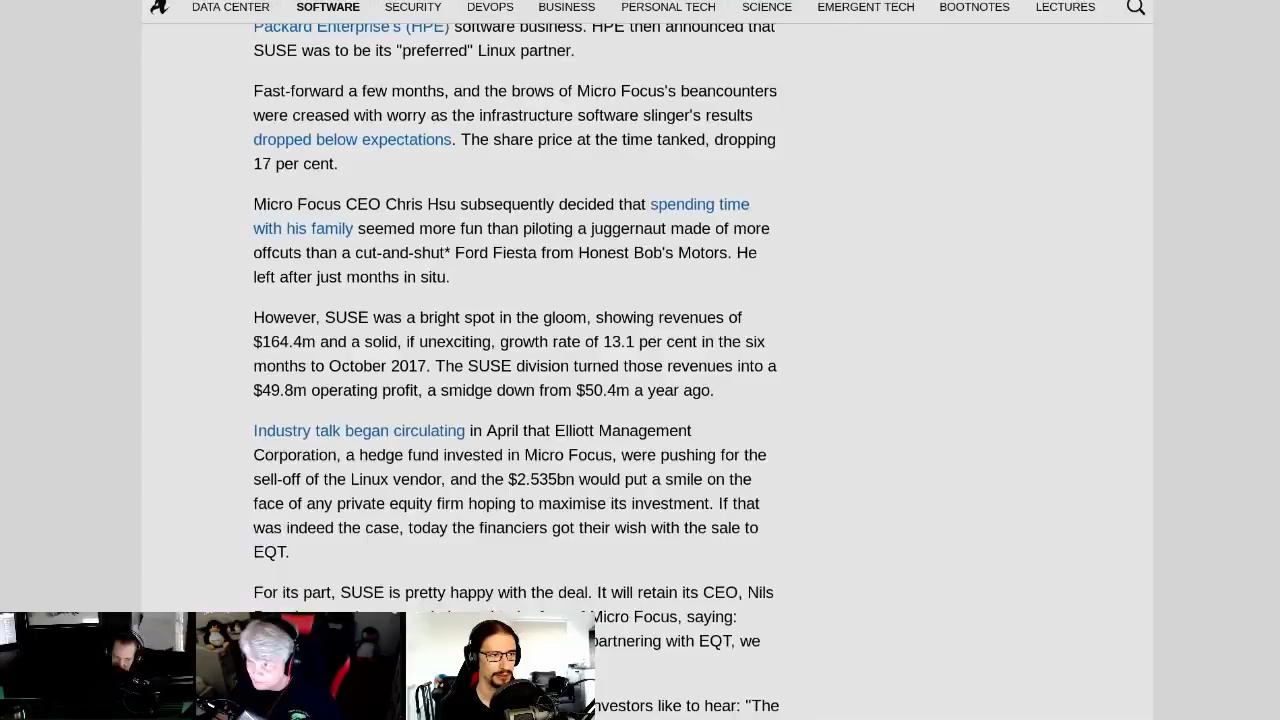 DATA CENTER SOFTWARE SECURITY DEVOPS BUSINESS PERSONAL TECH SCIENCE EMERGENT TECH BOOTNOTES LECTURES
Packard Enterprise's (HPE) software business. HPE then announced that
SUSE was to be its "preferred" Linux partner.
Fast-forward a few months, and the brows of Micro Focus's beancounters
were creased with worry as the infrastructure software slinger's results
dropped below expectations. The share price at the time tanked, dropping
17 per cent.
Micro Focus CEO Chris Hsu subsequently decided that spending time
with his family seemed more fun than piloting a juggernaut made of more
offcuts than a cut-and-shut* Ford Fiesta from Honest Bob's Motors. He
left after just months in situ.
However, SUSE was a bright spot in the gloom, showing revenues of
$164.4m and a solid, if unexciting, growth rate of 13.1 per cent in the six
months to October 2017. The SUSE division turned those revenues into a
$49.8m operating profit, a smidge down from $50.4m a year ago.
Industry talk began circulating in April that Elliott Management
Corporation, a hedge fund invested in Micro Focus, were pushing for the
sell-off of the Linux vendor, and the $2.535bn would put a smile on the
face of any private equity firm hoping to maximise its investment. If that
was indeed the case, today the financiers got their wish with the sale to
EQT.
For its part, SUSE is pretty happy with the deal. It will retain its CEO, Nils
Micro Focus, saying:
partnering with EQT, we
investors like to hear: "The